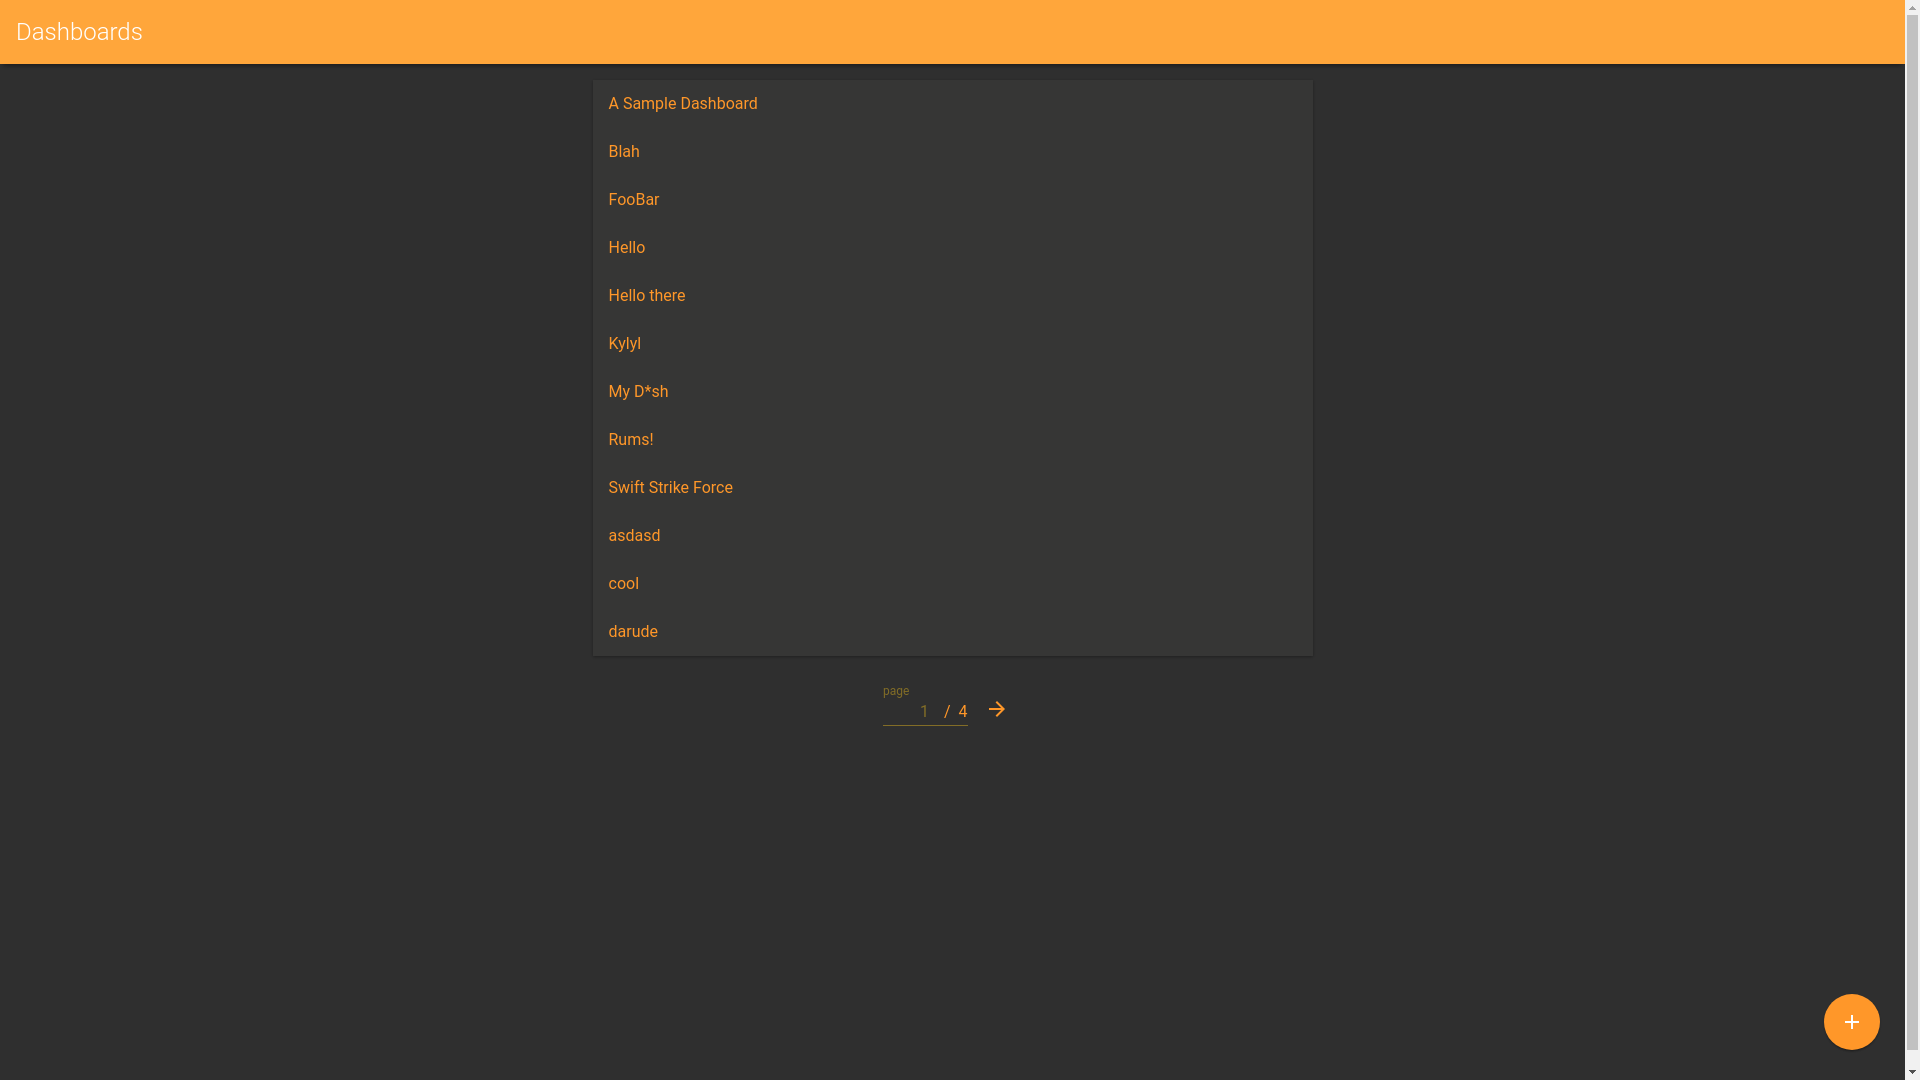 Dashboards
A Sample Dashboard
Blah
FooBar
Hello
Hello there
Kylyl
My D*sh
Rums!
Swift Strike Force
asdasd
cool
darude
page
1 / 4